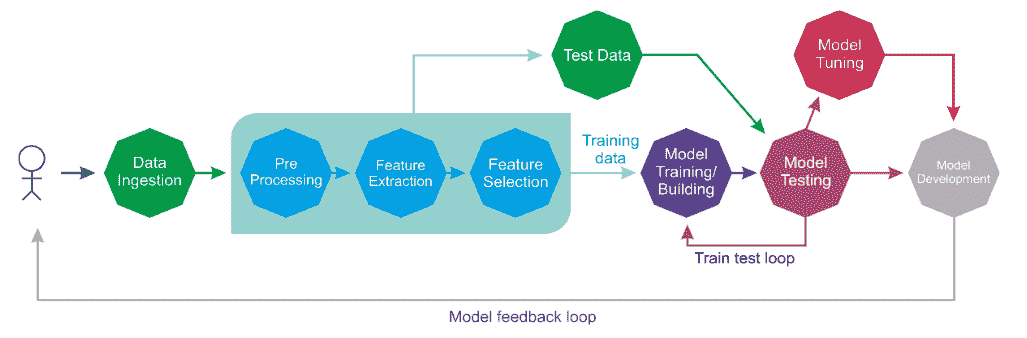 Data
Ingestion
Pre
Processing
Feature
Extraction
Feature
Selection
Test Data
Training
data
Model
Training/
Building
Model
Testing
Model
Tuning
Model
Development
Train test loop
Model feedback loop